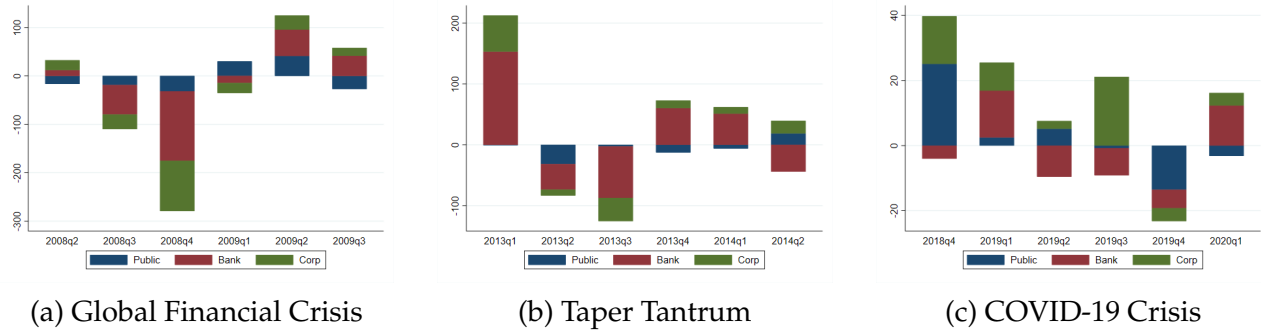 100
0
-100
-200
-300
2008q2 2008q3 2008q4 2009q1 2009q2 2009q3
Public Bank Corp
(a) Global Financial Crisis
200
100
0
-100
2013q1 2013q2 2013q3 2013q4 2014q1 2014q2
Public Bank Corp
(b) Taper Tantrum
40
20
0
-20
2018q4 2019q1 2019q2 2019q3 2019q4 2020q1
Public Bank Corp
(c) COVID-19 Crisis